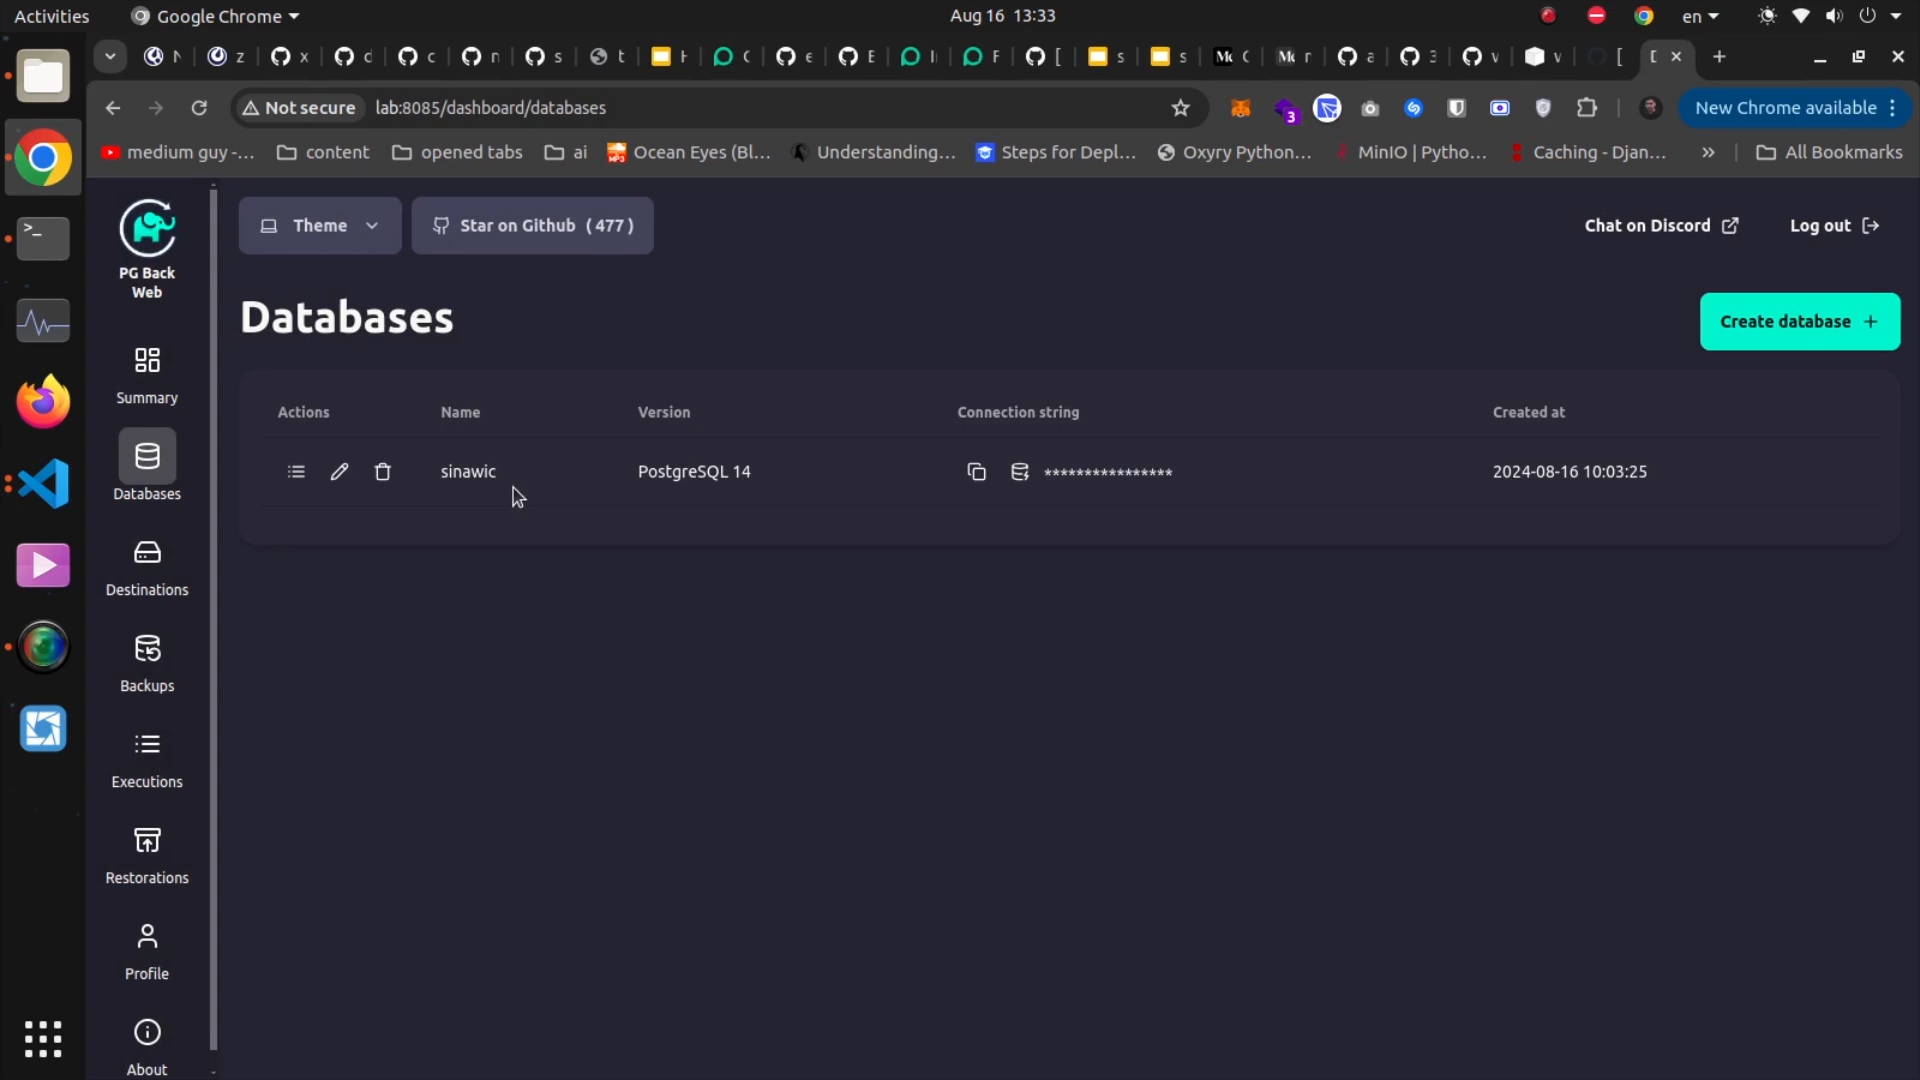 Activities Google Chrome Aug 16 13:33 en
N z x d c n s t H C e E I F [ s s C r a 3 v v [ D
Not secure lab:8085/dashboard/databases 3 New Chrome available
medium guy -... content opened tabs ai Ocean Eyes (Bl... Understanding... Steps for Depl... Oxyry Python... MinIO | Pytho... Caching - Djan... » All Bookmarks
PG Back
Web
Theme Star on Github ( 477 ) Chat on Discord Log out
Databases Create database +
Actions Name Version Connection string Created at
sinawic PostgreSQL 14 **************** 2024-08-16 10:03:25
Summary
Databases
Destinations
Backups
Executions
Restorations
Profile
About